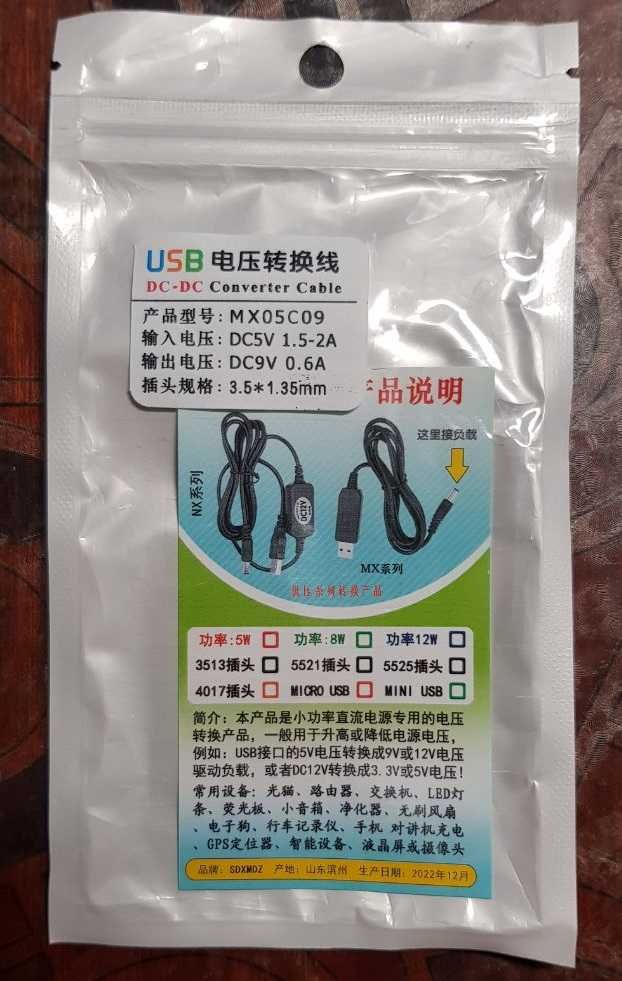 USB 电压转换线
DC-DC Converter Cable
产品型号: MX05C09
输入电压: DC5V 1.5-2A
输出电压: DC9V 0.6A
插头规格: 3.5*1.35mm
产品说明
这里接负载
NX系列
DC12V
MX系列
功率:5W 功率:8W 功率12W
3513插头 5521插头 5525插头
4017插头 MICRO USB MINI USB
简介: 本产品是小功率直流电源专用的电压
转换产品，一般用于升高或降低电源电压，
例如: USB接口的5V电压转换成9V或12V电压
驱动负载，或者DC12V转换成3.3V或5V电压!
常用设备: 光猫、路由器、交换机、LED灯
条、荧光板、小音箱、净化器、无刷风扇
、电子狗、行车记录仪、手机 对讲机充电
、GPS定位器、智能设备、液晶屏或摄像头
品牌: SDXMDZ 产地: 山东滨州 生产日期: 2022年12月